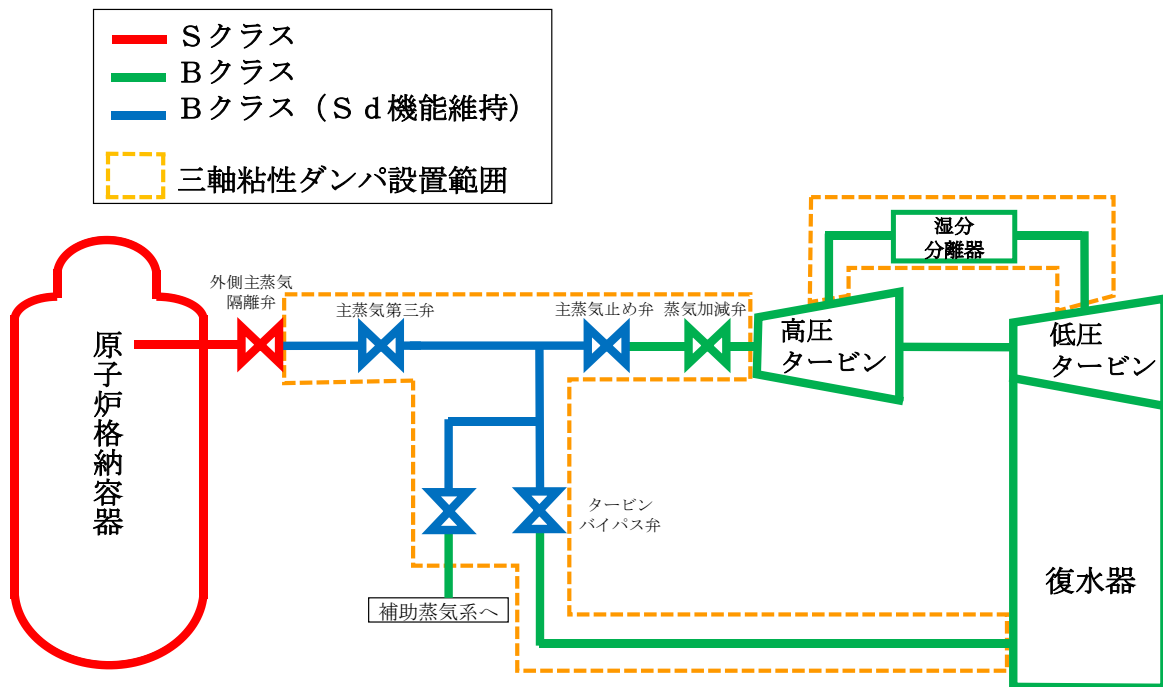 Ｓクラス
Ｂクラス
Ｂクラス（Ｓｄ機能維持）
三軸粘性ダンパ設置範囲
湿分
分離器
外側主蒸気
隔離弁
主蒸気第三弁
主蒸気止め弁
蒸気加減弁
高圧
タービン
低圧
タービン
原子炉格納容器
タービン
バイパス弁
復水器
補助蒸気系へ